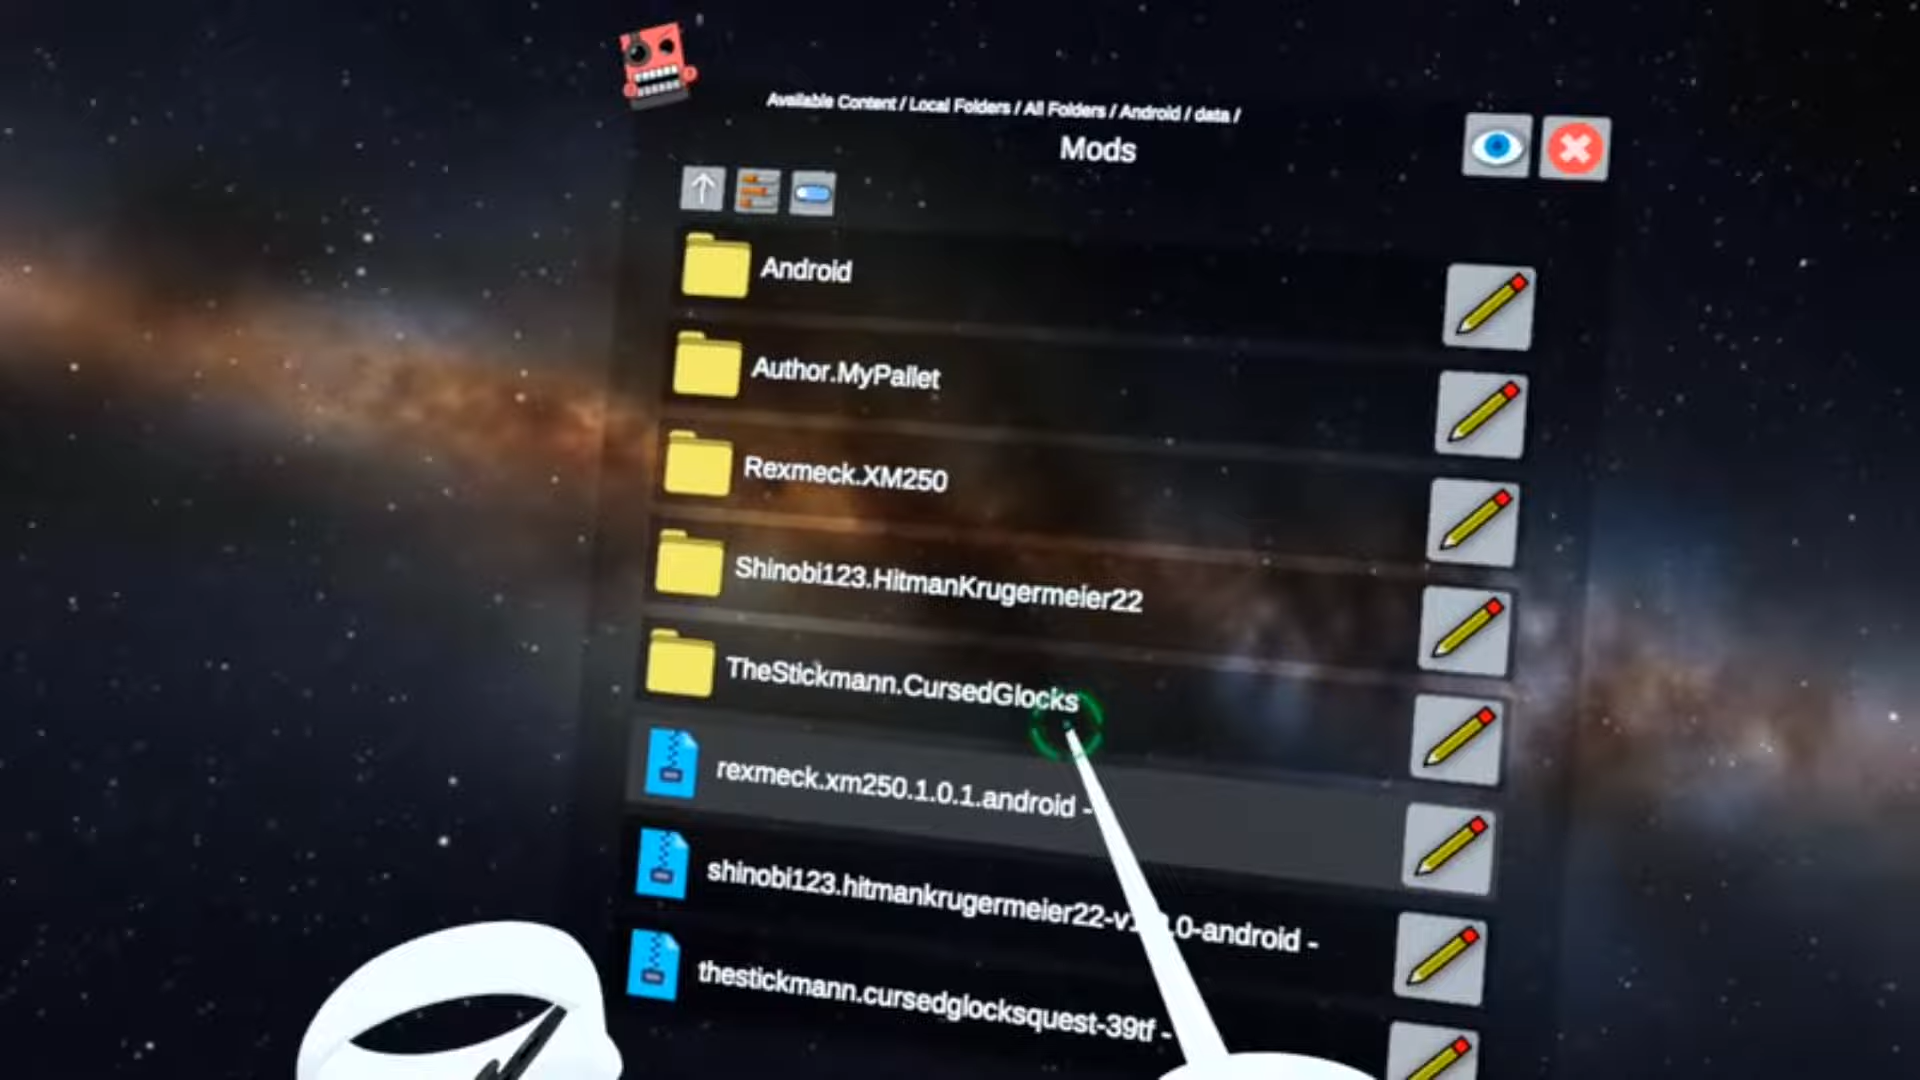 Available Content / Local Folders / All Folders / Android / data /
Mods
Android
Author.MyPallet
Rexmeck.XM250
Shinobi123.HitmanKrugermeier22
TheStickmann.CursedGlocks
rexmeck.xm250.1.0.1.android -
shinobi123.hitmankrugermeier22- -android -
thestickmann.cursedglocksquest-39tf -